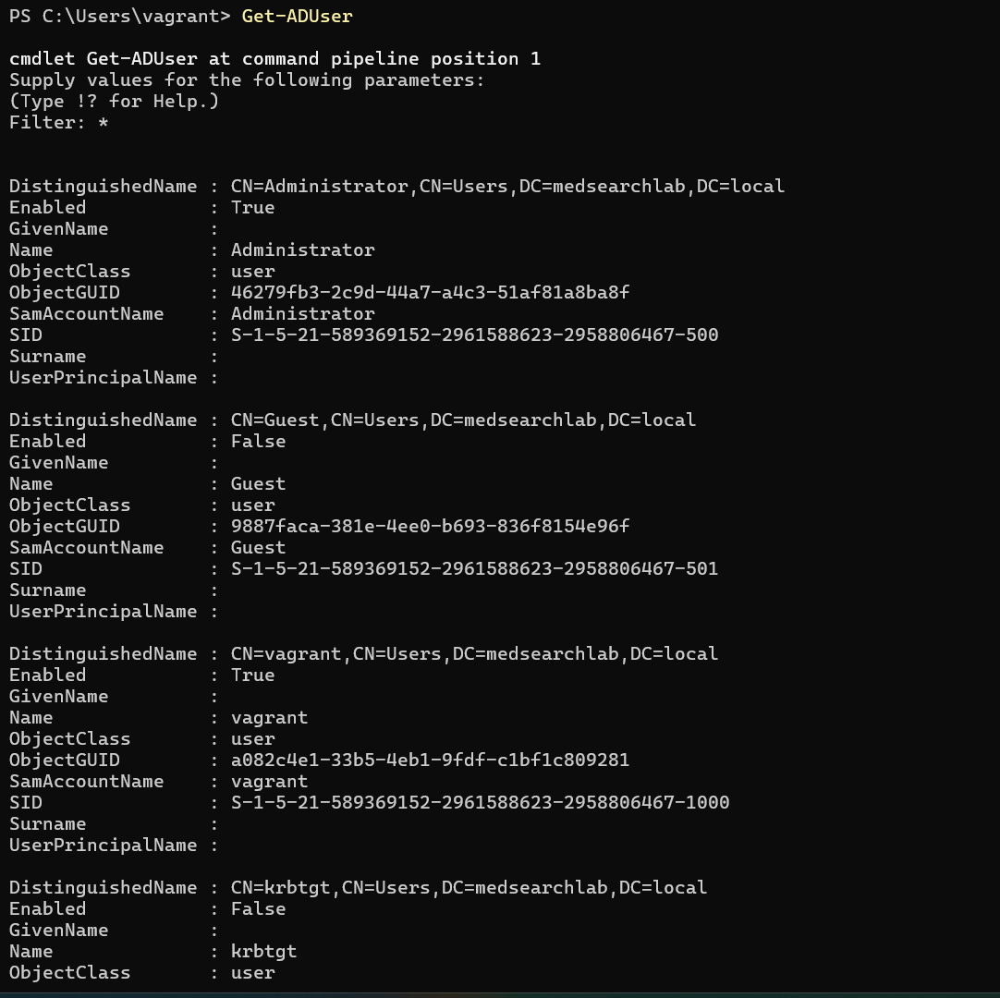 PS C:\Users\vagrant> Get-ADUser
cmdlet Get-ADUser at command pipeline position 1
Supply values for the following parameters:
(Type !? for Help.)
Filter: *
DistinguishedName : CN=Administrator,CN=Users,DC=medsearchlab,DC=local
Enabled           : True
GivenName         :
Name              : Administrator
ObjectClass       : user
ObjectGUID        : 46279fb3-2c9d-44a7-a4c3-51af81a8ba8f
SamAccountName    : Administrator
SID               : S-1-5-21-589369152-2961588623-2958806467-500
Surname           :
UserPrincipalName :
DistinguishedName : CN=Guest,CN=Users,DC=medsearchlab,DC=local
Enabled           : False
GivenName         :
Name              : Guest
ObjectClass       : user
ObjectGUID        : 9887faca-381e-4ee0-b693-836f8154e96f
SamAccountName    : Guest
SID               : S-1-5-21-589369152-2961588623-2958806467-501
Surname           :
UserPrincipalName :
DistinguishedName : CN=vagrant,CN=Users,DC=medsearchlab,DC=local
Enabled           : True
GivenName         :
Name              : vagrant
ObjectClass       : user
ObjectGUID        : a082c4e1-33b5-4eb1-9fdf-c1bf1c809281
SamAccountName    : vagrant
SID               : S-1-5-21-589369152-2961588623-2958806467-1000
Surname           :
UserPrincipalName :
DistinguishedName : CN=krbtgt,CN=Users,DC=medsearchlab,DC=local
Enabled           : False
GivenName         :
Name              : krbtgt
ObjectClass       : user